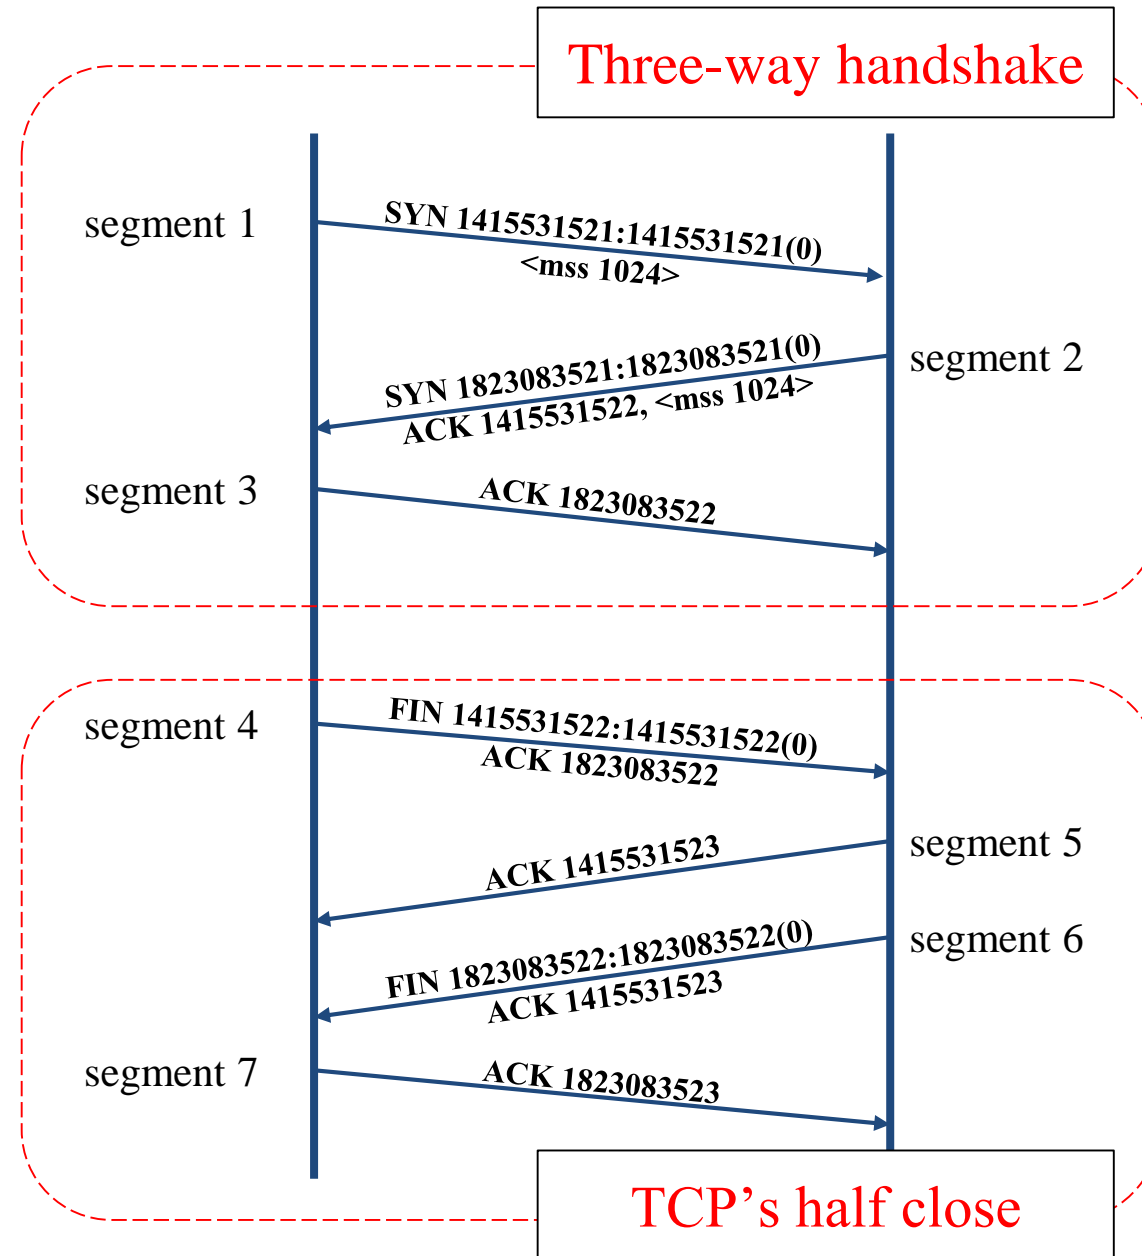 Three-way handshake
segment 1
SYN 1415531521:1415531521(0)
<mss 1024>
SYN 1823083521:1823083521(0)
segment 2
ACK 1415531522, <mss 1024>
segment 3
ACK 1823083522
segment 4
FIN 1415531522:1415531522(0)
ACK 1823083522
ACK 1415531523
segment 5
FIN 1823083522:1823083522(0)
segment 6
ACK 1415531523
segment 7
ACK 1823083523
TCP’s half close